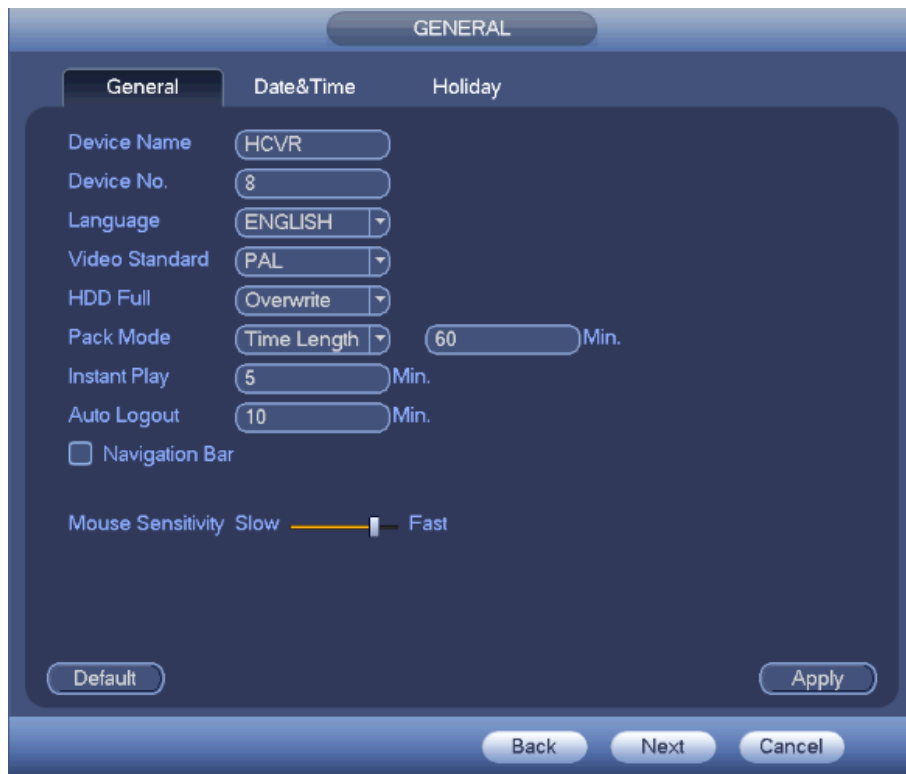 GENERAL
General Date&Time Holiday
Device Name HCVR
Device No. 8
Language ENGLISH
Video Standard PAL
HDD Full Overwrite
Pack Mode Time Length 60 Min.
Instant Play 5 Min.
Auto Logout 10 Min.
Navigation Bar
Mouse Sensitivity Slow Fast
Default Apply
Back Next Cancel